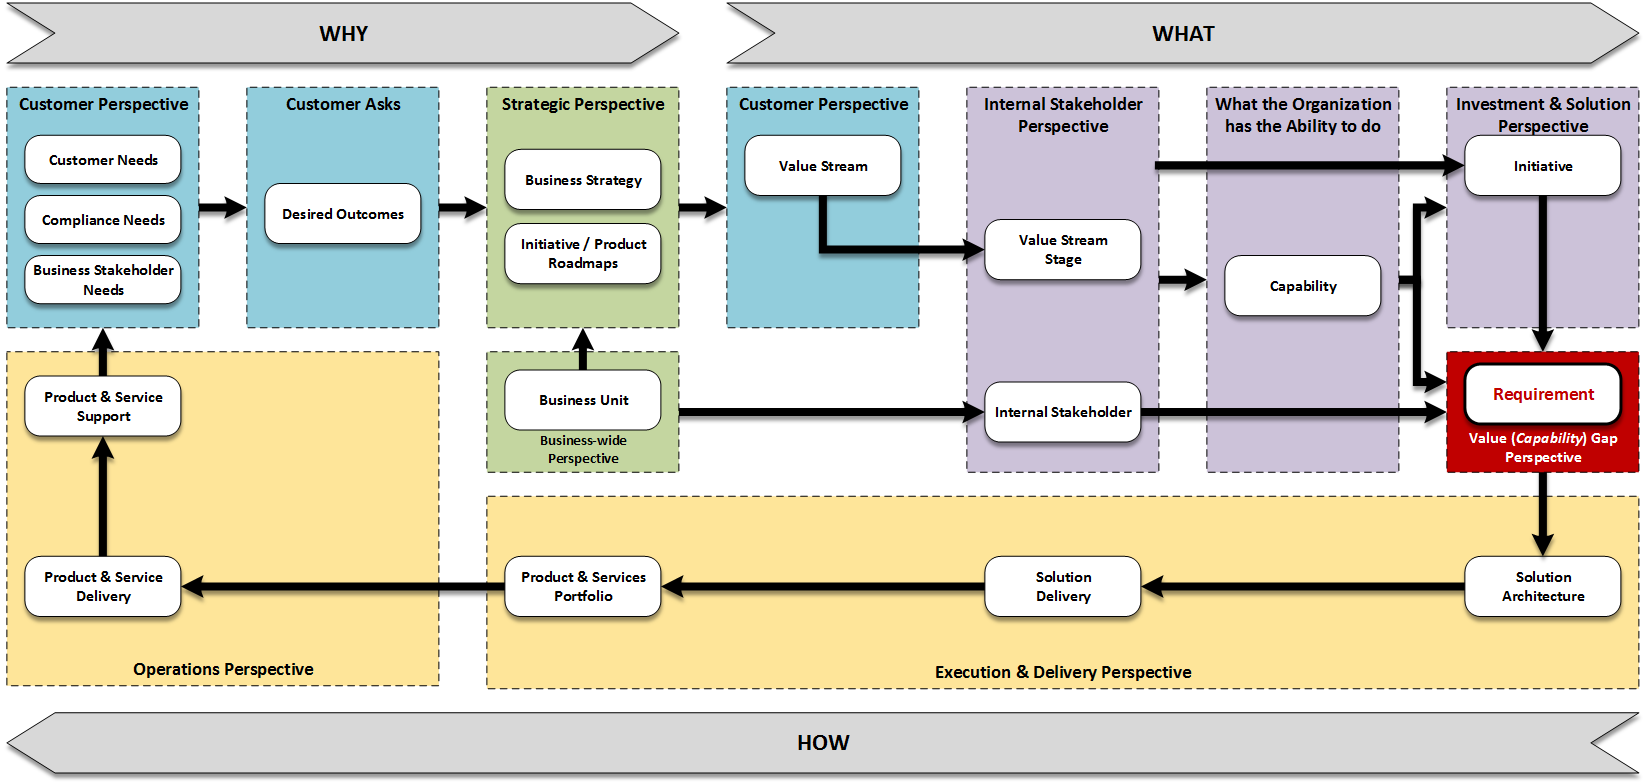 WHY
WHAT
Customer Perspective
Customer Needs
Compliance Needs
Business Stakeholder
Needs
Customer Asks
Desired Outcomes
Strategic Perspective
Business Strategy
Initiative / Product
Roadmaps
Customer Perspective
Value Stream
Internal Stakeholder
Perspective
Value Stream
Stage
Internal Stakeholder
What the Organization
has the Ability to do
Capability
Investment & Solution
Perspective
Initiative
Business Unit
Business-wide
Perspective
Requirement
Value (Capability) Gap
Perspective
Product & Service
Support
Product & Service
Delivery
Operations Perspective
Product & Services
Portfolio
Solution
Delivery
Solution
Architecture
Execution & Delivery Perspective
HOW